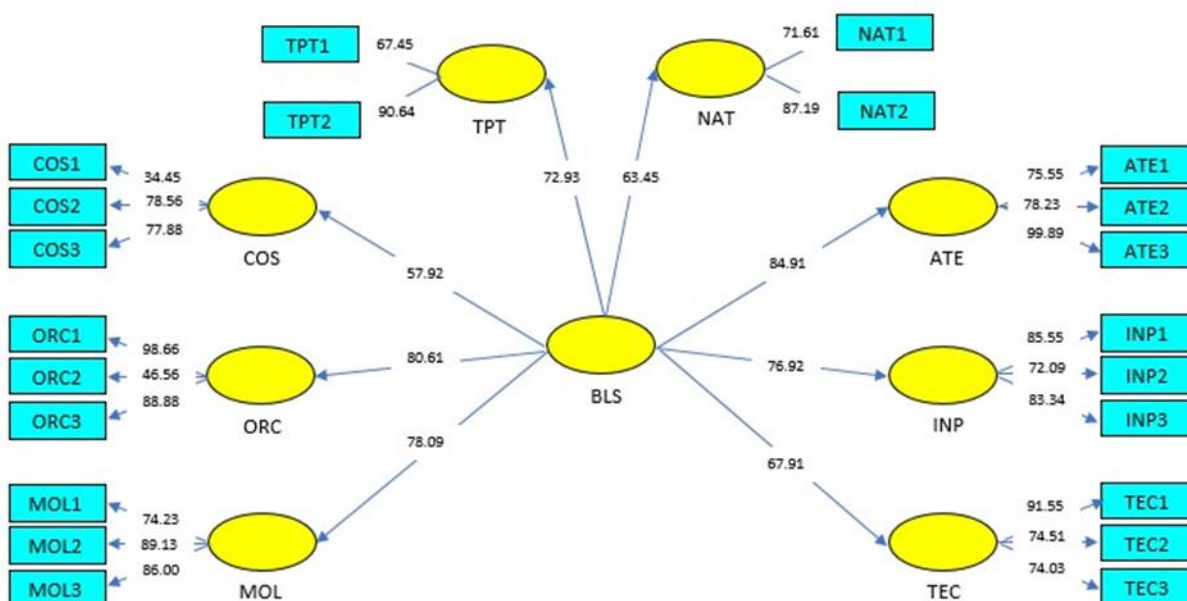 TPT1
67.45
TPT2
90.64
TPT
NAT1
71.61
NAT2
87.19
NAT
COS1
34.45
COS2
78.56
COS3
77.88
COS
72.93
63.45
ATE1
75.55
ATE2
78.23
ATE3
99.89
ATE
57.92
84.91
ORC1
98.66
ORC2
46.56
ORC3
88.88
ORC
80.61
BLS
76.92
INP1
85.55
INP2
72.09
INP3
83.34
INP
78.09
67.91
MOL1
74.23
MOL2
89.13
MOL3
86.00
MOL
TEC1
91.55
TEC2
74.51
TEC3
74.03
TEC